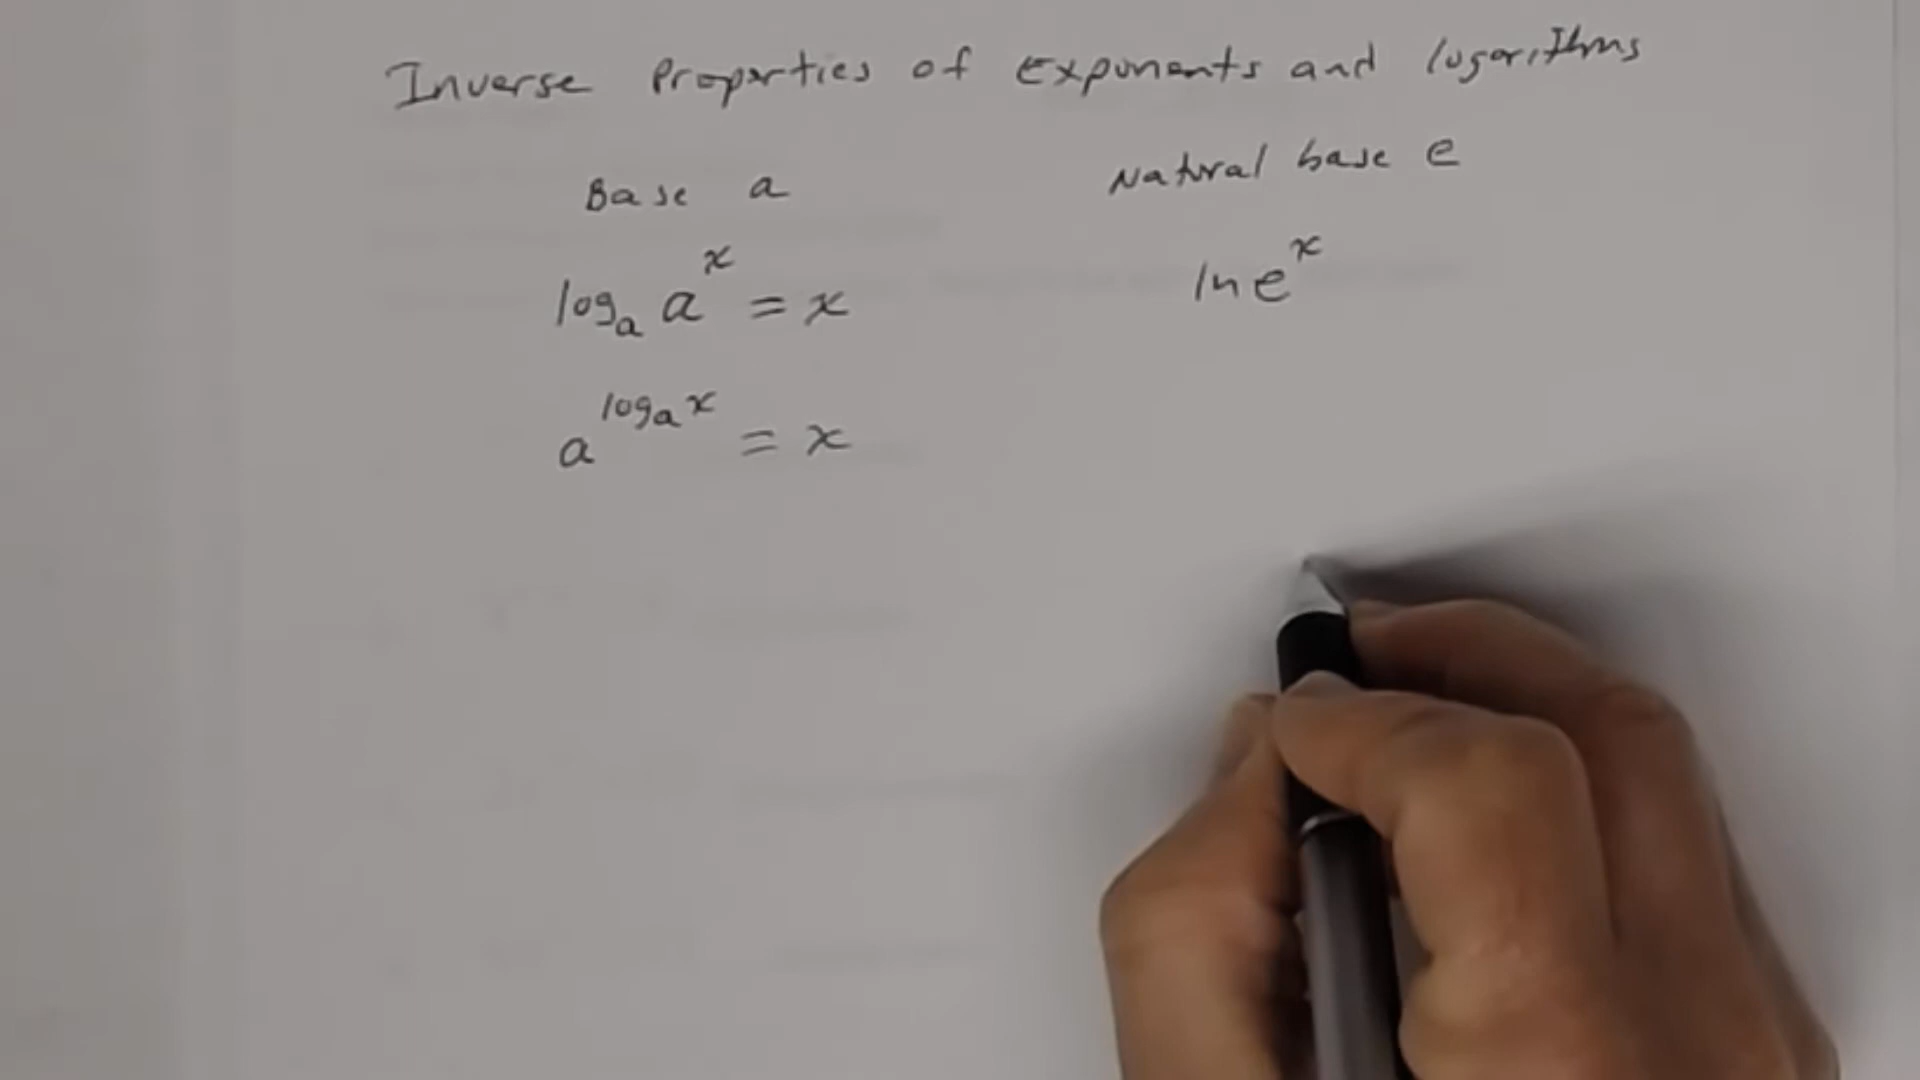 Inverse Properties of Exponents and logarithms
Base a
Natural base e
logₐ aˣ = x
ln eˣ
a^(logₐ x) = x